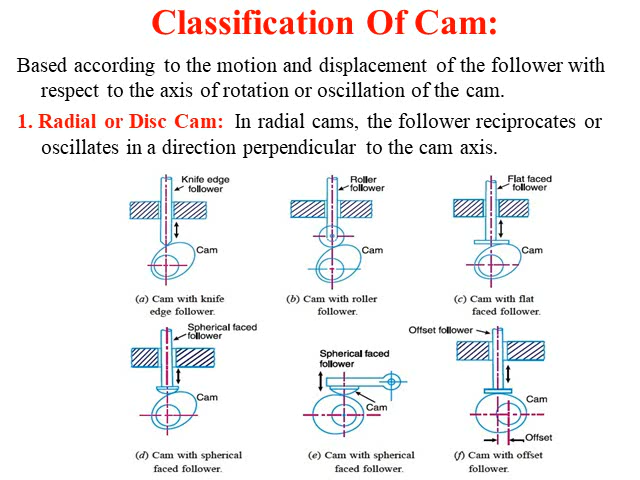 Classification Of Cam:
Based according to the motion and displacement of the follower with
respect to the axis of rotation or oscillation of the cam.
1. Radial or Disc Cam: In radial cams, the follower reciprocates or
oscillates in a direction perpendicular to the cam axis.
Knife edge
follower
Cam
(a) Cam with knife
edge follower.
Roller
follower
Cam
(b) Cam with roller
follower.
Flat faced
follower
Cam
(c) Cam with flat
faced follower.
Spherical faced
follower
Cam
(d) Cam with spherical
faced follower.
Spherical faced
follower
Cam
(e) Cam with spherical
faced follower.
Offset follower
Cam
Offset
(f) Cam with offset
follower.